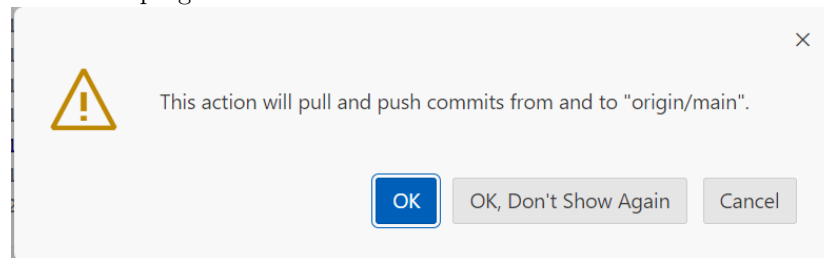 This action will pull and push commits from and to "origin/main".
OK
OK, Don't Show Again
Cancel